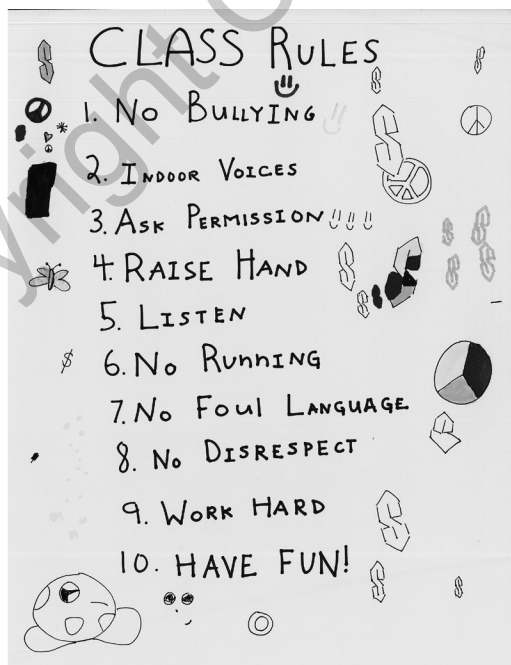 CLASS RULES
1. No BULLYING
2. INDOOR VOICES
3. ASK PERMISSION
4. RAISE HAND
5. LISTEN
6. No RUNNING
7. No FOUL LANGUAGE
8. No DISRESPECT
9. WORK HARD
10. HAVE FUN!